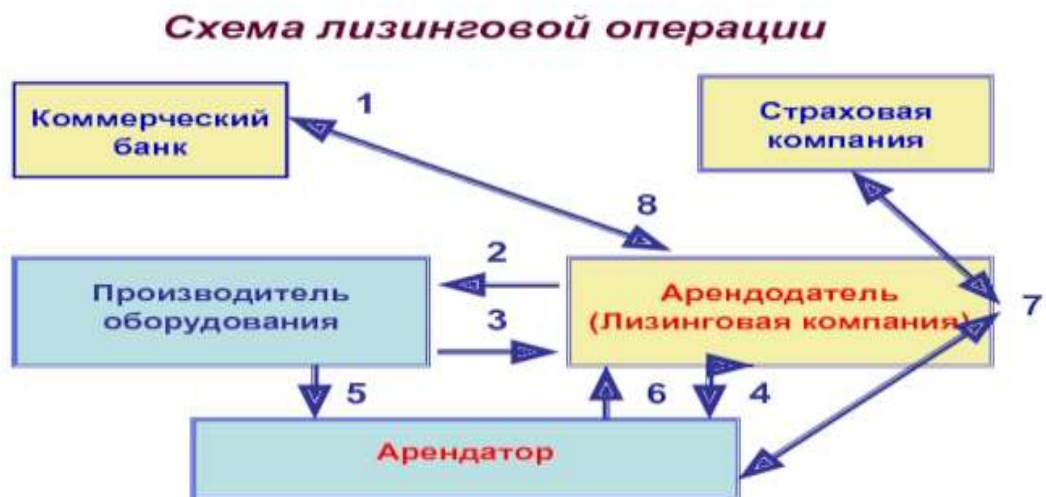 Схема лизинговой операции
Коммерческий
банк
1
Страховая
компания
8
2
Производитель
оборудования
3
Арендодатель
(Лизинговая компания)
7
5
6
4
Арендатор